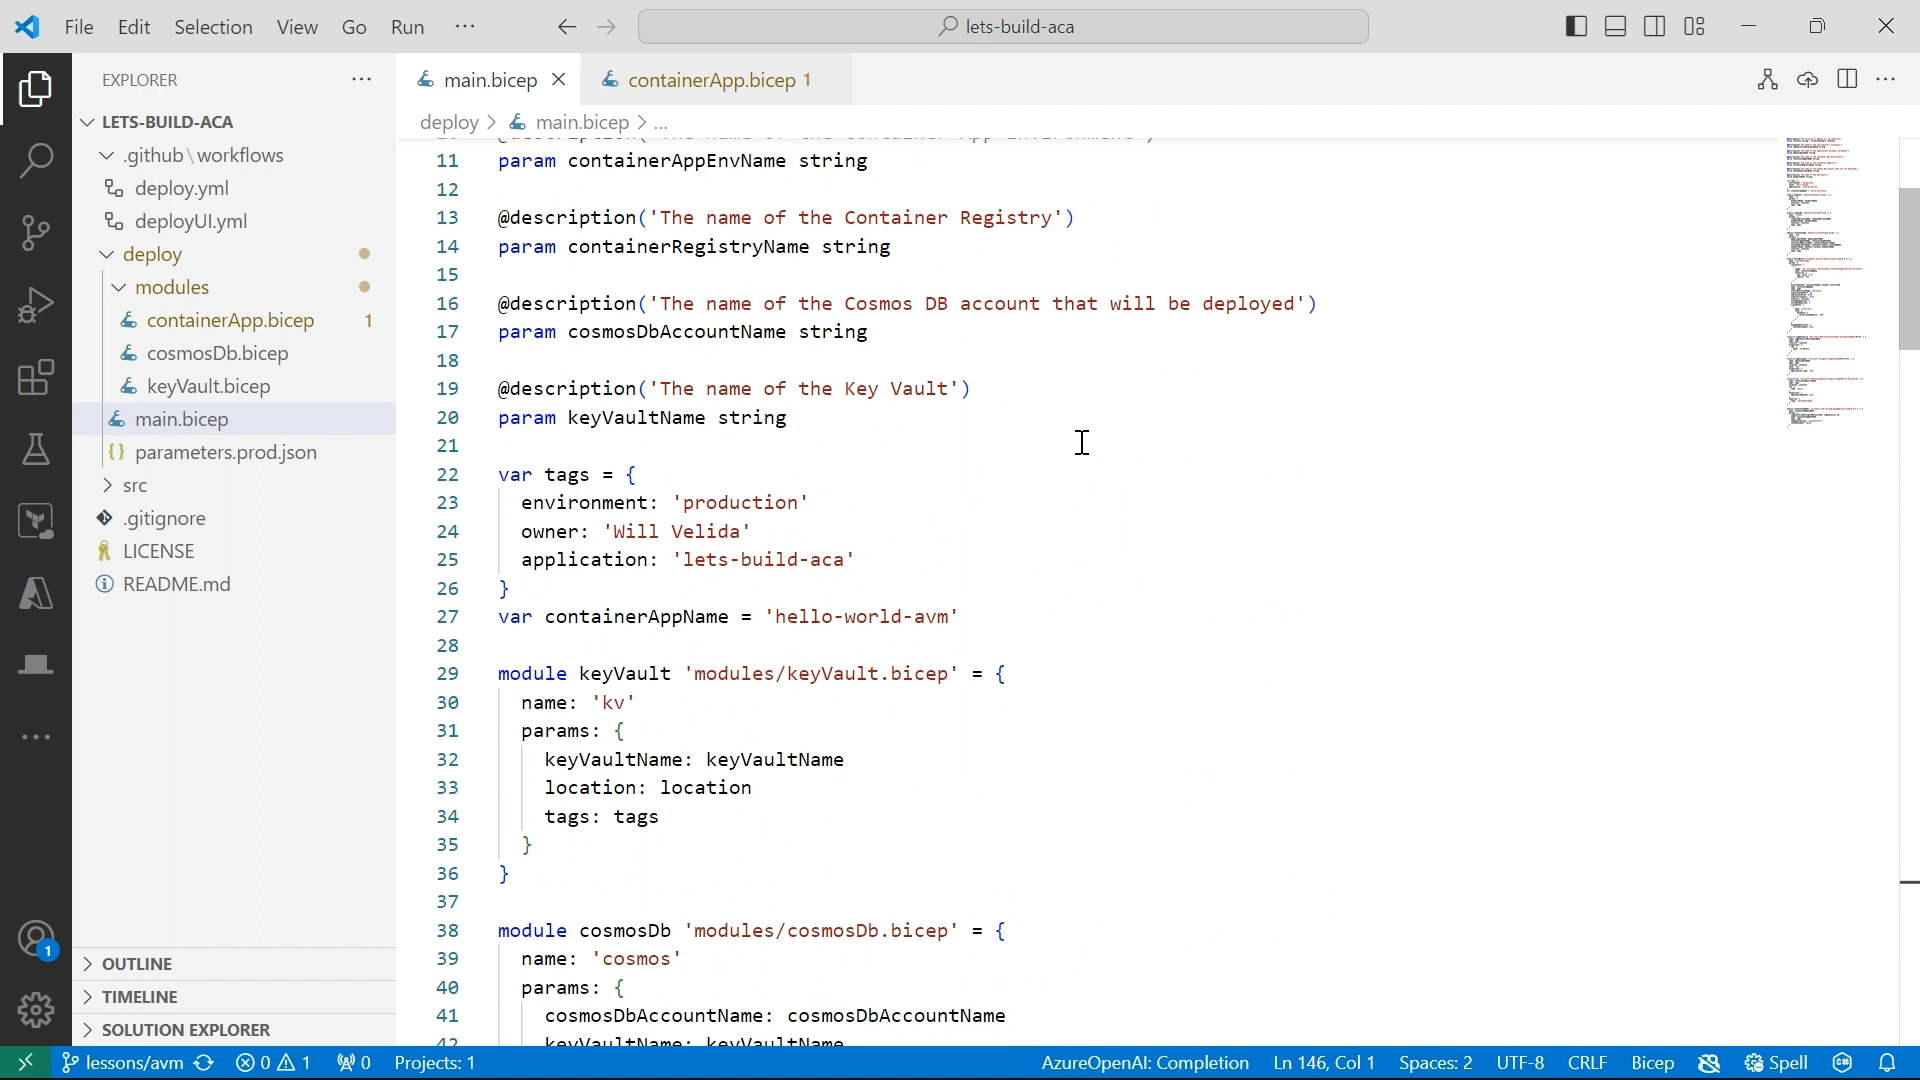 File Edit Selection View Go Run ··· lets-build-aca
EXPLORER ···
LETS-BUILD-ACA
.github\workflows
deploy.yml
deployUI.yml
deploy
modules
containerApp.bicep 1
cosmosDb.bicep
keyVault.bicep
main.bicep
parameters.prod.json
src
.gitignore
LICENSE
README.md
OUTLINE
TIMELINE
SOLUTION EXPLORER
1
main.bicep containerApp.bicep 1
deploy > main.bicep > ...
11 param containerAppEnvName string
12
13 @description('The name of the Container Registry')
14 param containerRegistryName string
15
16 @description('The name of the Cosmos DB account that will be deployed')
17 param cosmosDbAccountName string
18
19 @description('The name of the Key Vault')
20 param keyVaultName string
21
22 var tags = {
23 environment: 'production'
24 owner: 'Will Velida'
25 application: 'lets-build-aca'
26 }
27 var containerAppName = 'hello-world-avm'
28
29 module keyVault 'modules/keyVault.bicep' = {
30 name: 'kv'
31 params: {
32 keyVaultName: keyVaultName
33 location: location
34 tags: tags
35 }
36 }
37
38 module cosmosDb 'modules/cosmosDb.bicep' = {
39 name: 'cosmos'
40 params: {
41 cosmosDbAccountName: cosmosDbAccountName
42 keyVaultName: keyVaultName
lessons/avm 0 1 0 Projects: 1 AzureOpenAI: Completion Ln 146, Col 1 Spaces: 2 UTF-8 CRLF Bicep Spell